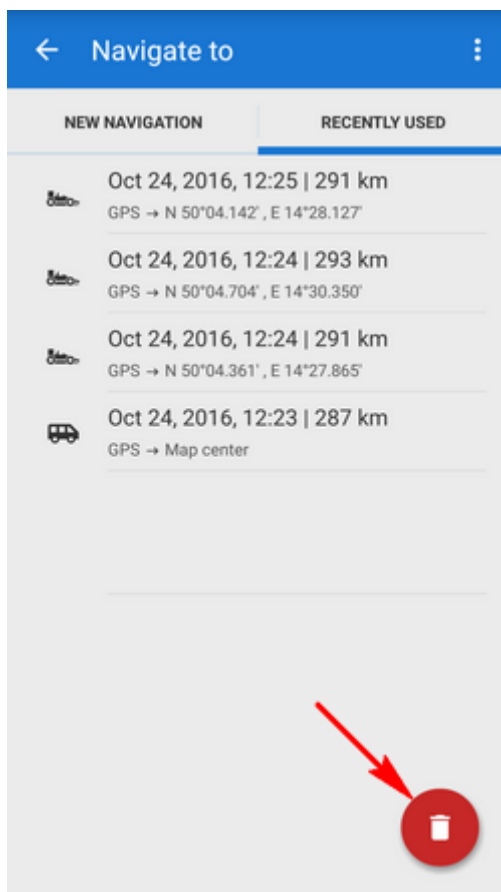 Navigate to
NEW NAVIGATION
RECENTLY USED
Oct 24, 2016, 12:25 | 291 km
GPS → N 50°04.142' , E 14°28.127'
Oct 24, 2016, 12:24 | 293 km
GPS → N 50°04.704' , E 14°30.350'
Oct 24, 2016, 12:24 | 291 km
GPS → N 50°04.361' , E 14°27.865'
Oct 24, 2016, 12:23 | 287 km
GPS → Map center